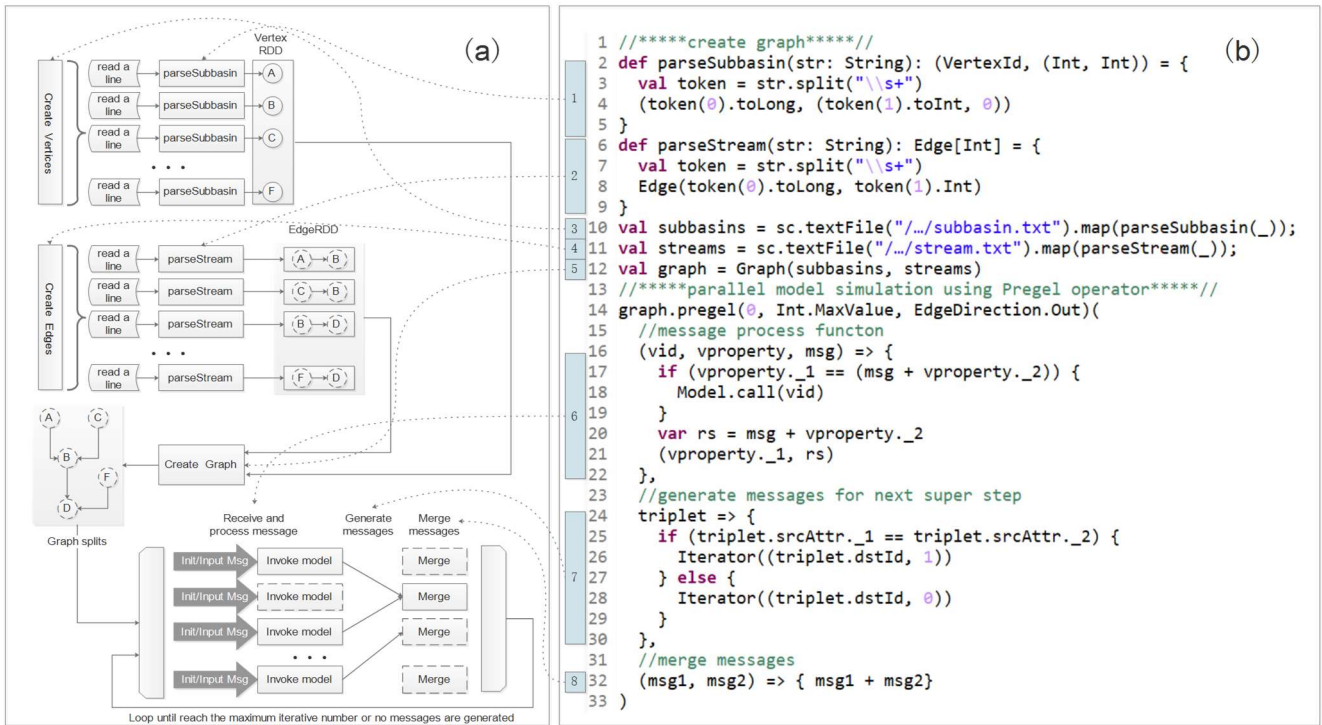 (a)
Vertex
RDD
Create Vertices
read a
line
parseSubbasin
A
read a
line
parseSubbasin
B
read a
line
parseSubbasin
C
...
read a
line
parseSubbasin
F
EdgeRDD
Create Edges
read a
line
parseStream
A
B
read a
line
parseStream
C
B
read a
line
parseStream
B
D
...
read a
line
parseStream
F
D
A
C
B
F
D
Create Graph
Graph splits
Receive and
process message
Generate
messages
Merge
messages
Init/Input Msg
Invoke model
Merge
Init/Input Msg
Invoke model
Merge
Init/Input Msg
Invoke model
Merge
...
Init/Input Msg
Invoke model
Merge
Loop until reach the maximum iterative number or no messages are generated
(b)
1
2
3
4
5
6
7
8
1 //*****create graph*****//
2 def parseSubbasin(str: String): (VertexId, (Int, Int)) = {
3   val token = str.split("\\s+")
4   (token(0).toLong, (token(1).toInt, 0))
5 }
6 def parseStream(str: String): Edge[Int] = {
7   val token = str.split("\\s+")
8   Edge(token(0).toLong, token(1).Int)
9 }
10 val subbasins = sc.textFile("/…/subbasin.txt").map(parseSubbasin(_));
11 val streams = sc.textFile("/…/stream.txt").map(parseStream(_));
12 val graph = Graph(subbasins, streams)
13 //*****parallel model simulation using Pregel operator*****//
14 graph.pregel(0, Int.MaxValue, EdgeDirection.Out)(
15   //message process functon
16   (vid, vproperty, msg) => {
17     if (vproperty._1 == (msg + vproperty._2)) {
18       Model.call(vid)
19     }
20     var rs = msg + vproperty._2
21     (vproperty._1, rs)
22   },
23   //generate messages for next super step
24   triplet => {
25     if (triplet.srcAttr._1 == triplet.srcAttr._2) {
26       Iterator((triplet.dstId, 1))
27     } else {
28       Iterator((triplet.dstId, 0))
29     }
30   },
31   //merge messages
32   (msg1, msg2) => { msg1 + msg2}
33 )